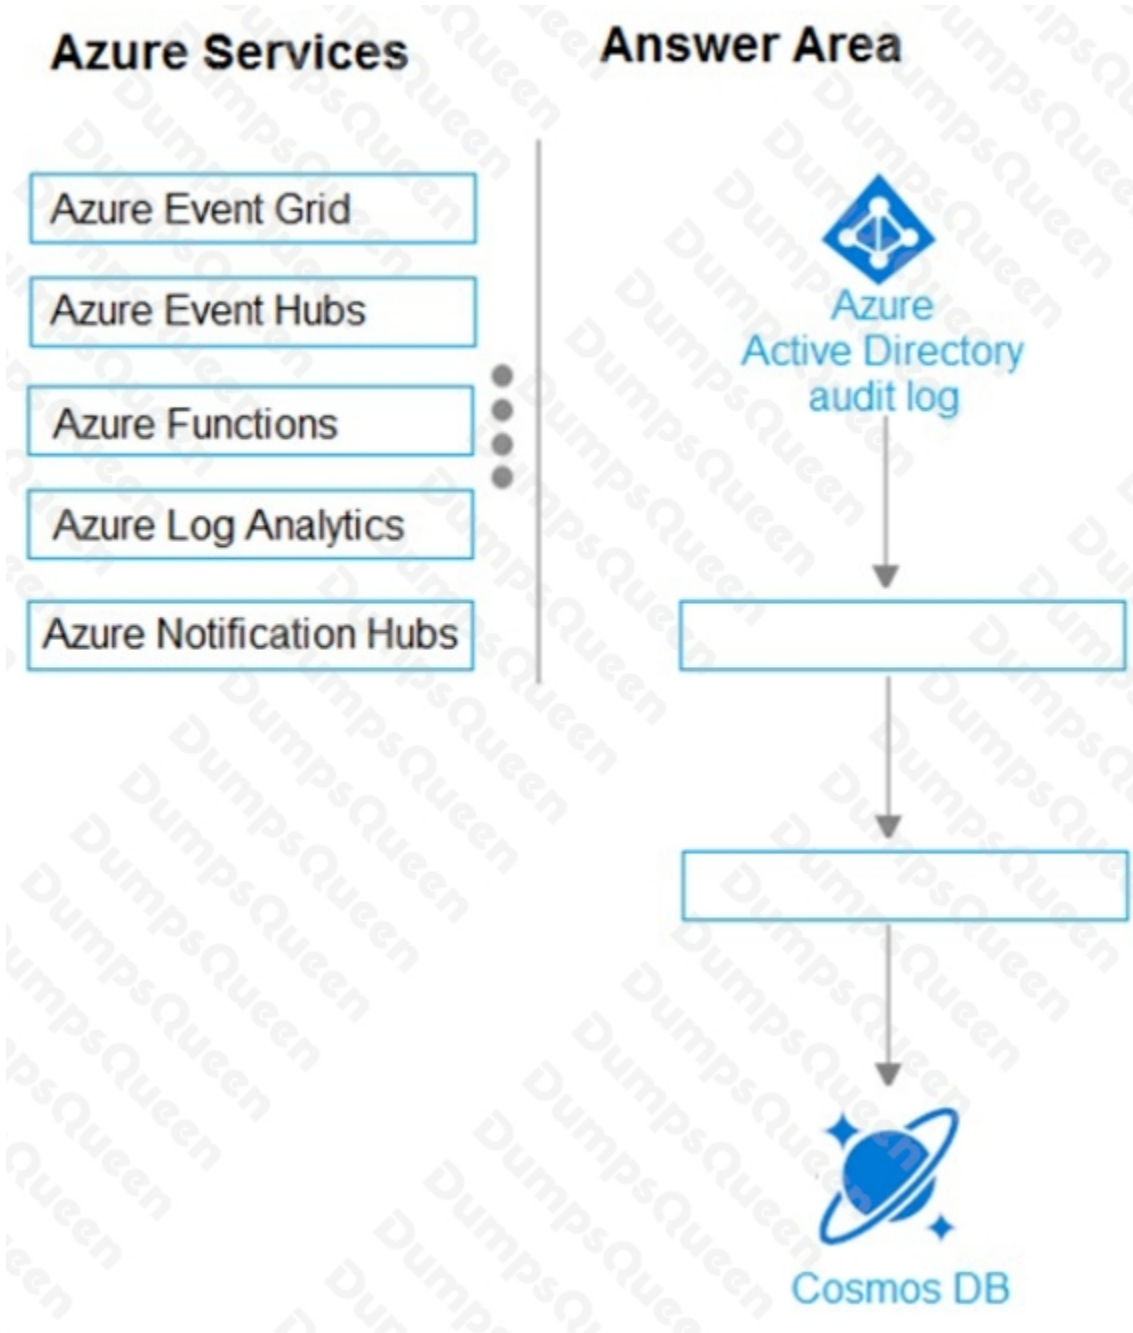 Azure Services
Answer Area
Azure Event Grid
Azure Event Hubs
Azure Functions
Azure Log Analytics
Azure Notification Hubs
Azure
Active Directory
audit log
Cosmos DB
DumpsQueen